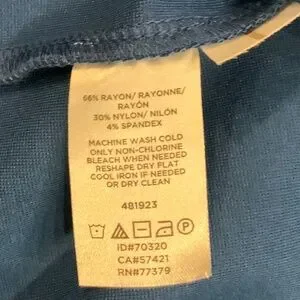 66% RAYON/ RAYONNE/
RAYÓN
30% NYLON/ NILÓN
4% SPANDEX
MACHINE WASH COLD
ONLY NON-CHLORINE
BLEACH WHEN NEEDED
RESHAPE DRY FLAT
COOL IRON IF NEEDED
OR DRY CLEAN
481923
P
ID#70320
CA#57421
RN#77379